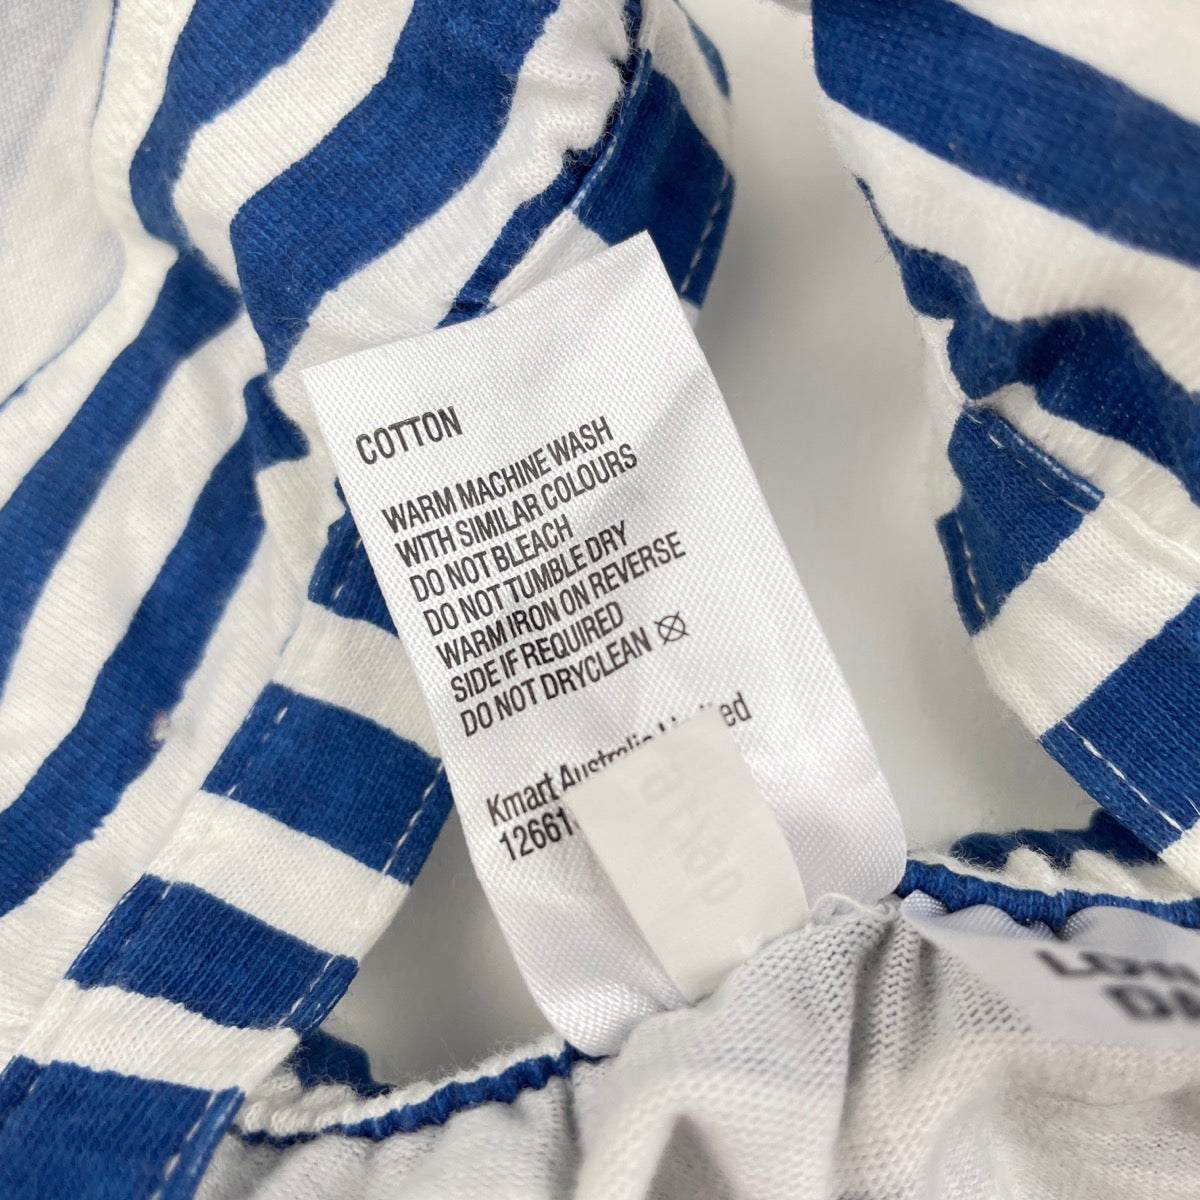 COTTON
WARM MACHINE WASH
WITH SIMILAR COLOURS
DO NOT BLEACH
DO NOT TUMBLE DRY
WARM IRON ON REVERSE
SIDE IF REQUIRED
DO NOT DRYCLEAN
Kmart Australia Limited